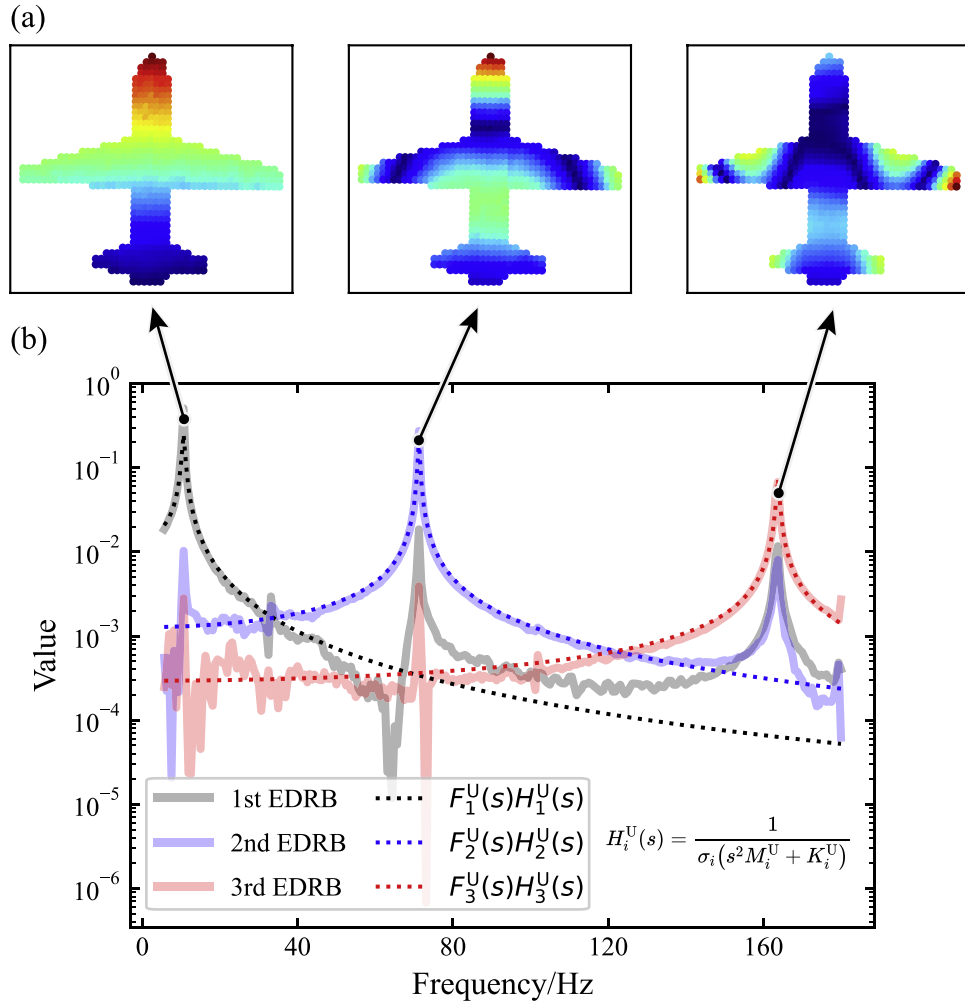 (a)
(b)
10^0
10^{-1}
10^{-2}
10^{-3}
10^{-4}
10^{-5}
10^{-6}
Value
1st EDRB F_1^U(s)H_1^U(s)
2nd EDRB F_2^U(s)H_2^U(s)
3rd EDRB F_3^U(s)H_3^U(s)
H_i^U(s) = \frac{1}{σ_i(s^2 M_i^U + K_i^U)}
0 40 80 120 160
Frequency/Hz